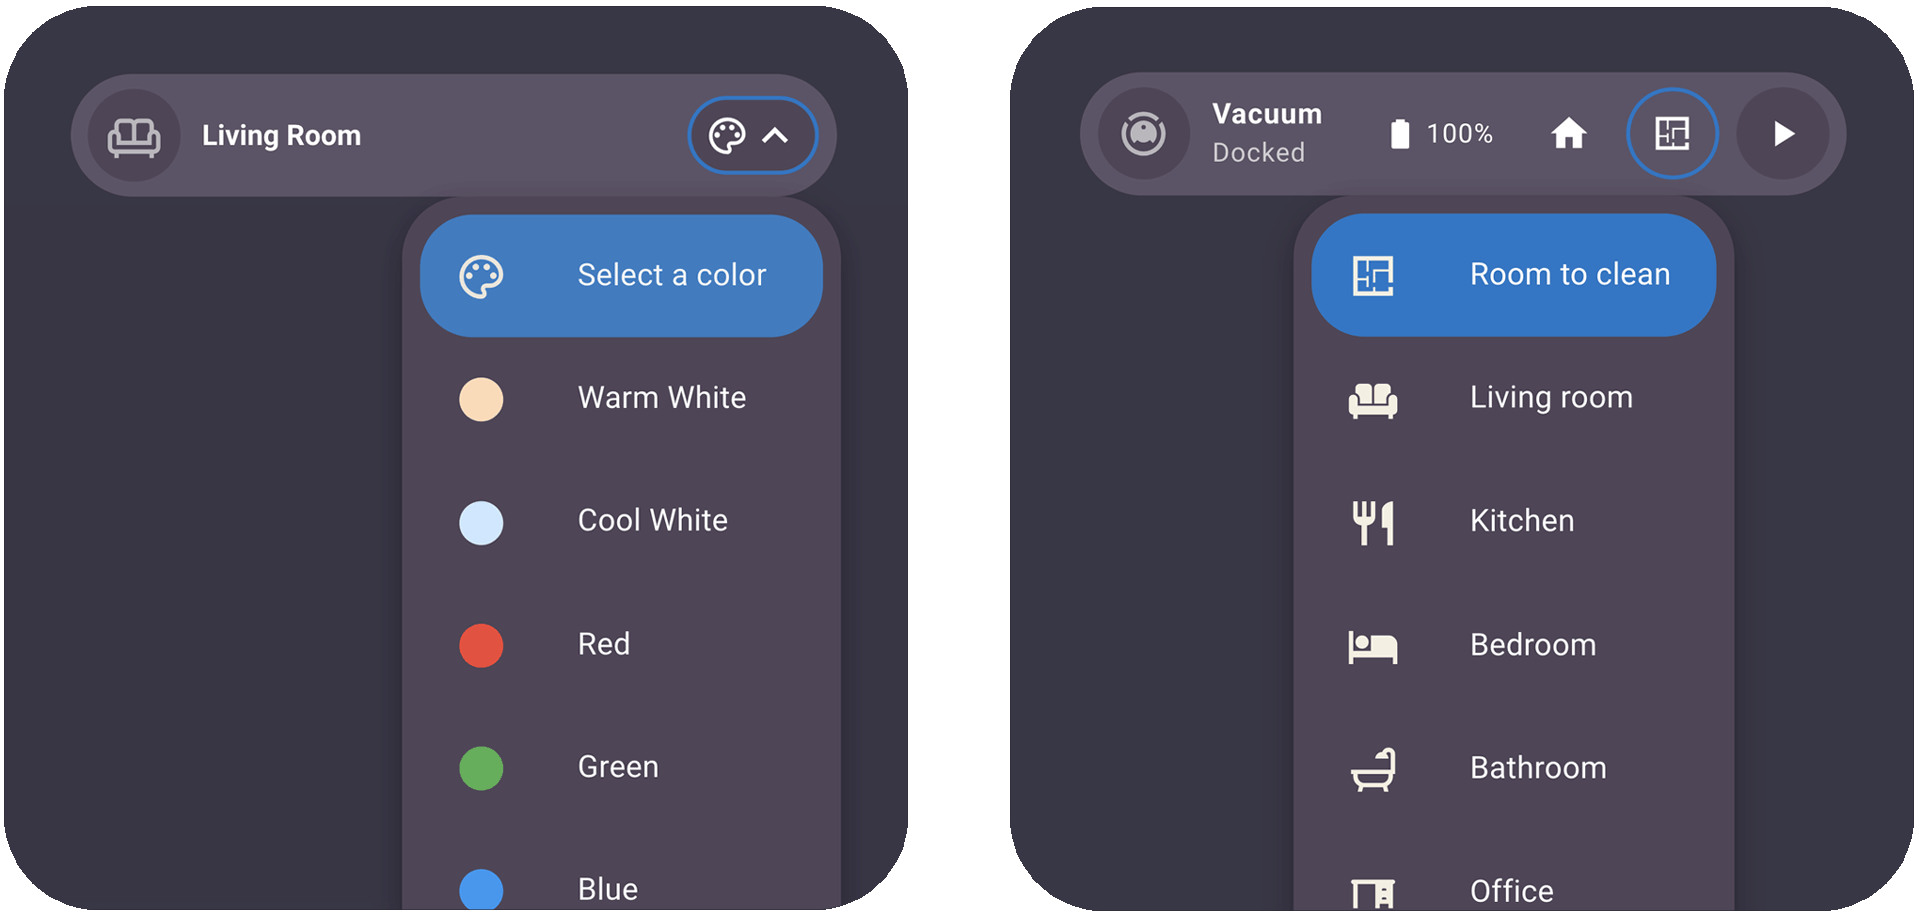 Living Room
Select a color
Warm White
Cool White
Red
Green
Blue
Vacuum
Docked
100%
Room to clean
Living room
Kitchen
Bedroom
Bathroom
Office